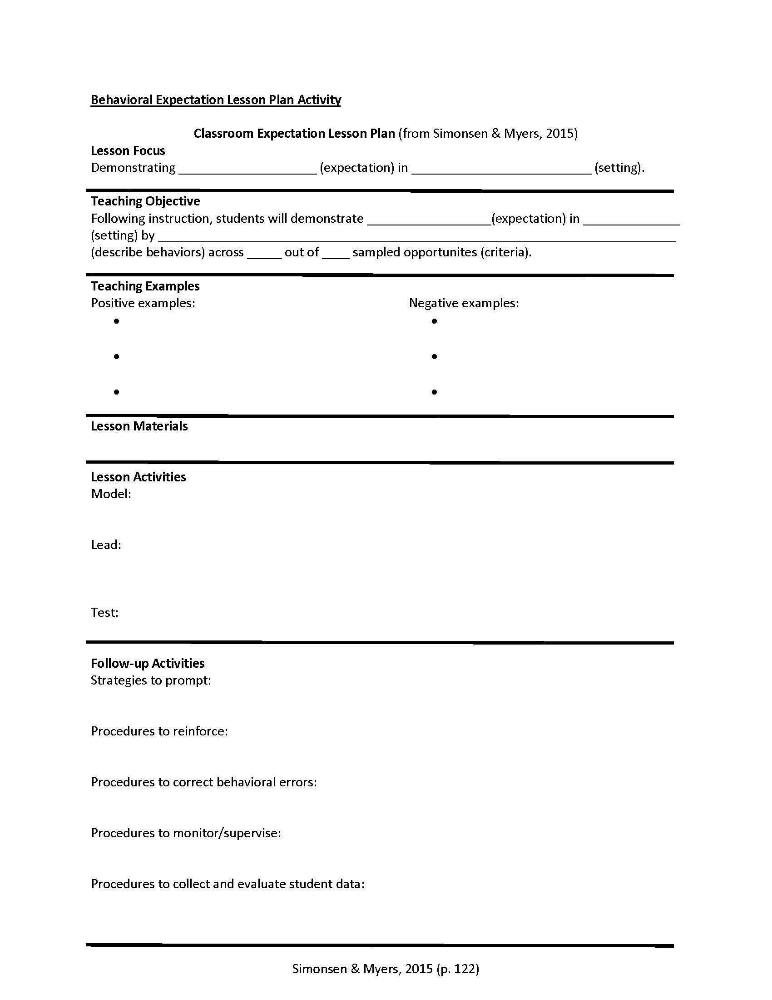 Behavioral Expectation Lesson Plan Activity
Classroom Expectation Lesson Plan (from Simonsen & Myers, 2015)
Lesson Focus
Demonstrating ____________________ (expectation) in __________________________ (setting).
Teaching Objective
Following instruction, students will demonstrate __________________(expectation) in ______________
(setting) by ___________________________________________________________________________
(describe behaviors) across _____ out of ____ sampled opportunites (criteria).
Teaching Examples
Positive examples: Negative examples:
• •
• •
• •
Lesson Materials
Lesson Activities
Model:
Lead:
Test:
Follow-up Activities
Strategies to prompt:
Procedures to reinforce:
Procedures to correct behavioral errors:
Procedures to monitor/supervise:
Procedures to collect and evaluate student data:
Simonsen & Myers, 2015 (p. 122)